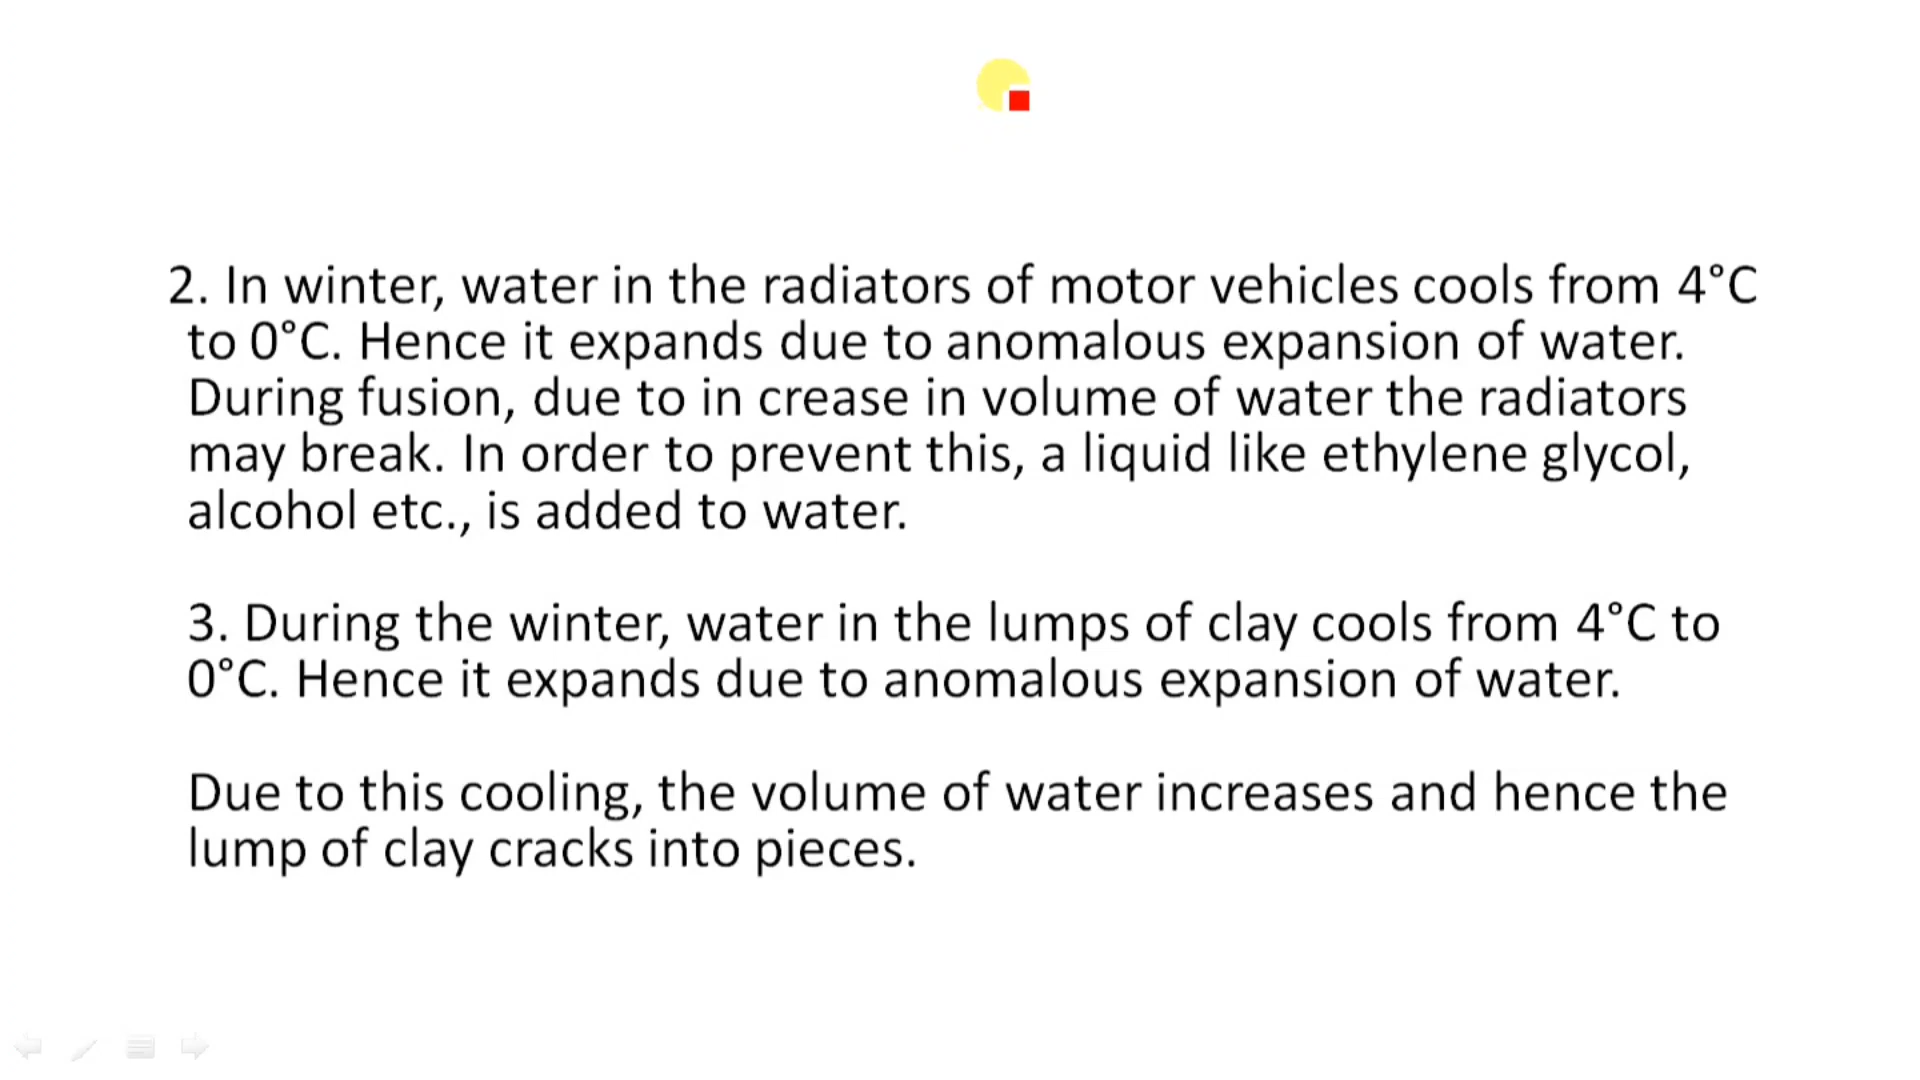 2. In winter, water in the radiators of motor vehicles cools from 4°C
to 0°C. Hence it expands due to anomalous expansion of water.
During fusion, due to in crease in volume of water the radiators
may break. In order to prevent this, a liquid like ethylene glycol,
alcohol etc., is added to water.
3. During the winter, water in the lumps of clay cools from 4°C to
0°C. Hence it expands due to anomalous expansion of water.
Due to this cooling, the volume of water increases and hence the
lump of clay cracks into pieces.